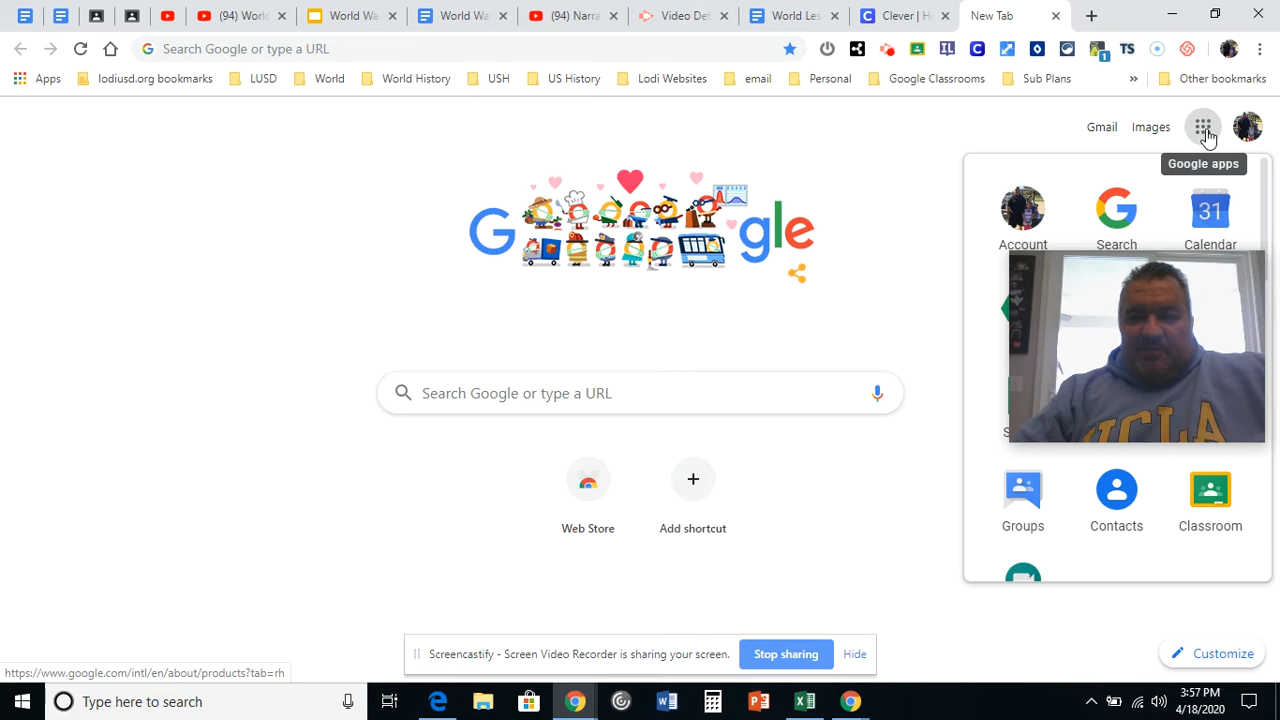 (94) World
World Wa
World Wa
(94) Narra
Video Det
World Les
Clever | H
New Tab
Search Google or type a URL
1
TS
Apps
lodiusd.org bookmarks
LUSD
World
World History
USH
US History
Lodi Websites
email
Personal
Google Classrooms
Sub Plans
»
Other bookmarks
Gmail
Images
Google apps
G gle
31
Account
Search
Calendar
UCLA
Search Google or type a URL
Web Store
Add shortcut
Groups
Contacts
Classroom
Screencastify - Screen Video Recorder is sharing your screen.
Stop sharing
Hide
Customize
https://www.google.com/intl/en/about/products?tab=rh
Type here to search
3:57 PM
4/18/2020